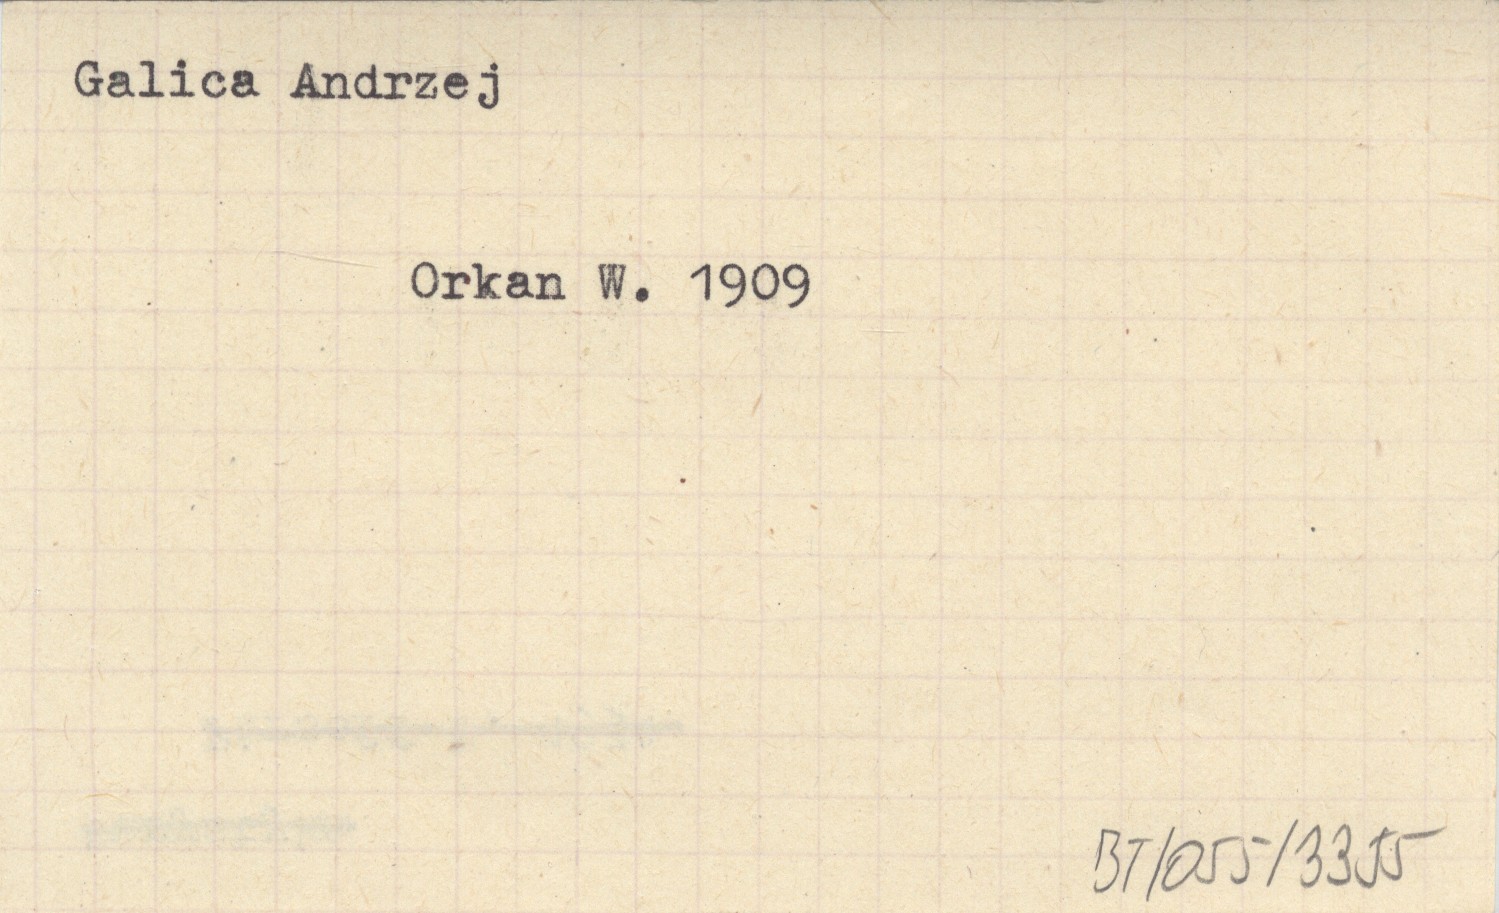 Galica Andrzej
Orkan W. 1909
BT/055/3355